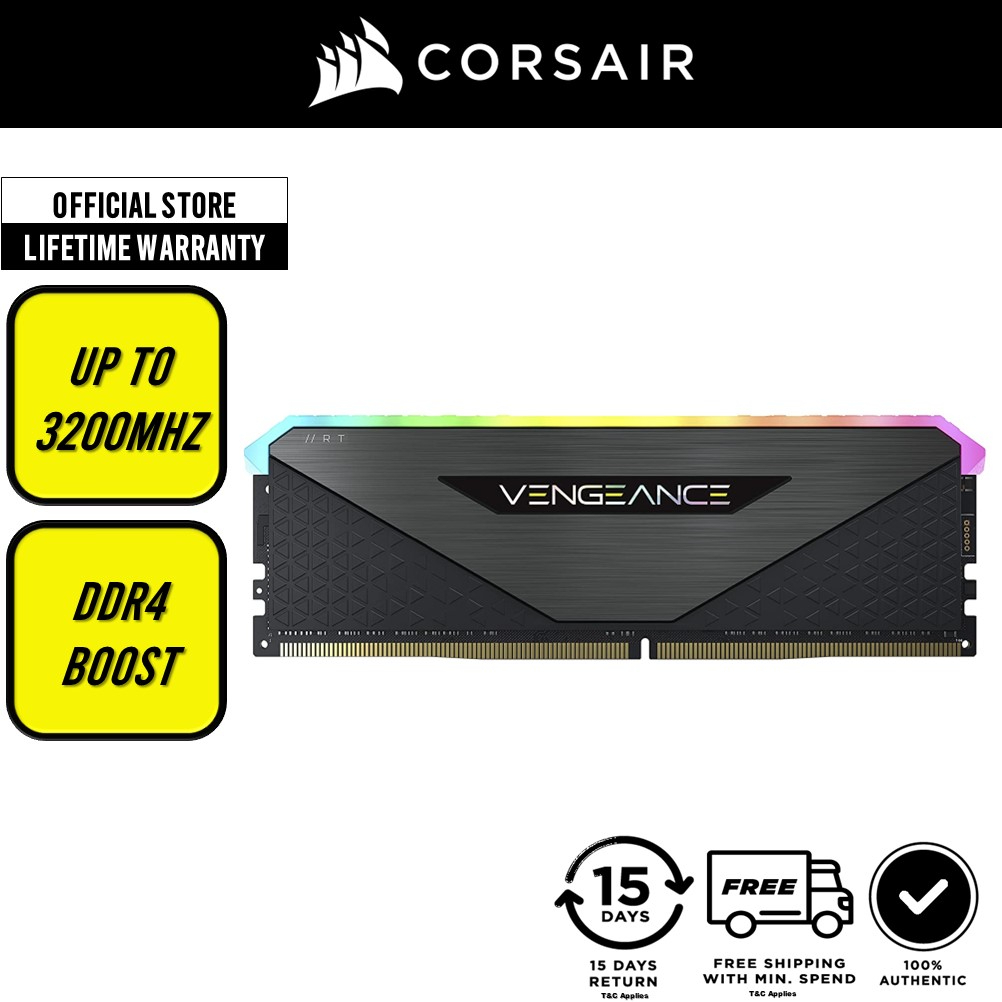 CORSAIR
OFFICIAL STORE
LIFETIME WARRANTY
UP TO
3200MHZ
DDR4
BOOST
// R T
VENGEANCE
15
DAYS
15 DAYS
RETURN
T&C Applies
FREE
FREE SHIPPING
WITH MIN. SPEND
T&C Applies
100%
AUTHENTIC